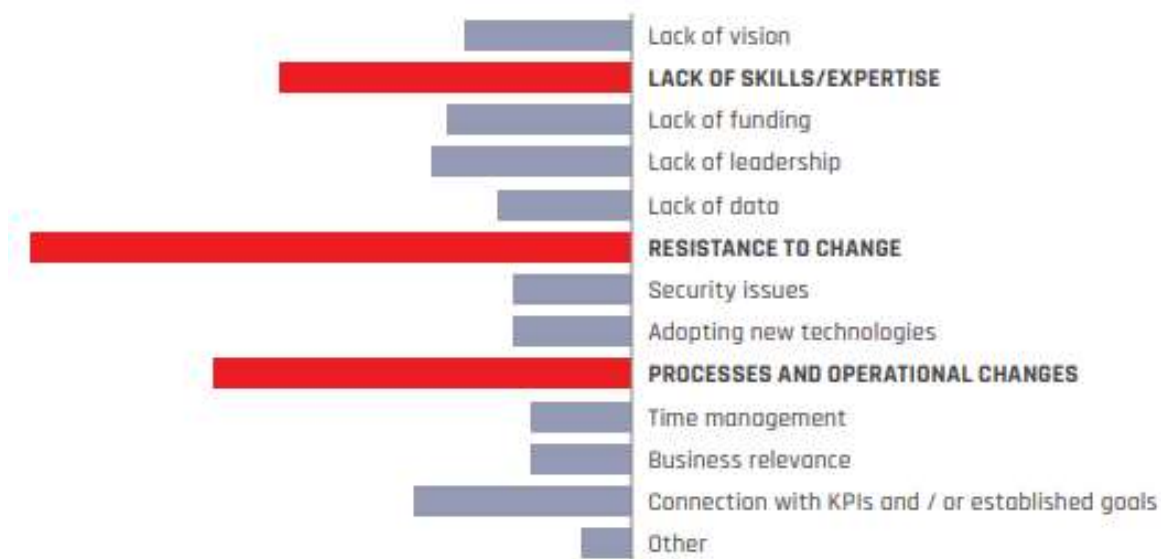 Lack of vision
LACK OF SKILLS/EXPERTISE
Lack of funding
Lack of leadership
Lack of data
RESISTANCE TO CHANGE
Security issues
Adopting new technologies
PROCESSES AND OPERATIONAL CHANGES
Time management
Business relevance
Connection with KPIs and / or established goals
Other